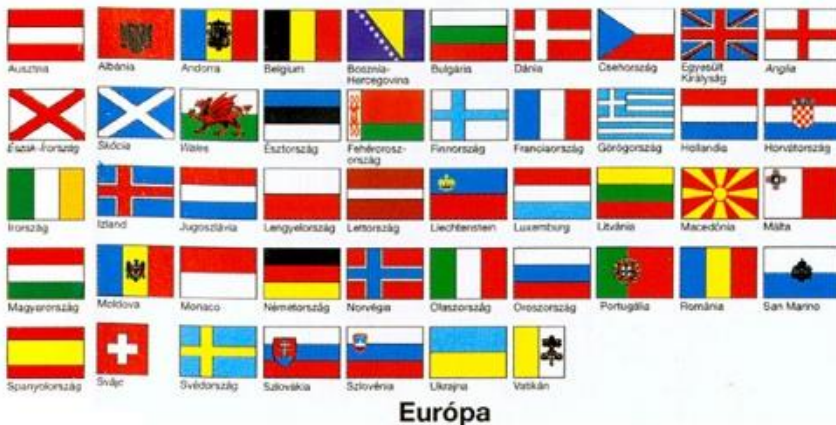 Ausztria
Albánia
Andorra
Belgium
Bosznia-
Hercegovina
Bulgária
Dánia
Csehország
Egyesült
Királyság
Anglia
Észak-Írország
Skócia
Wales
Észtország
Fehérorosz-
ország
Finnország
Franciaország
Görögország
Hollandia
Horvátország
Írország
Izland
Jugoszlávia
Lengyelország
Lettország
Liechtenstein
Luxemburg
Litvánia
Macedónia
Málta
Magyarország
Moldova
Monaco
Németország
Norvégia
Olaszország
Oroszország
Portugália
Románia
San Marino
Spanyolország
Svájc
Svédország
Szlovákia
Szlovénia
Ukrajna
Vatikán
Európa